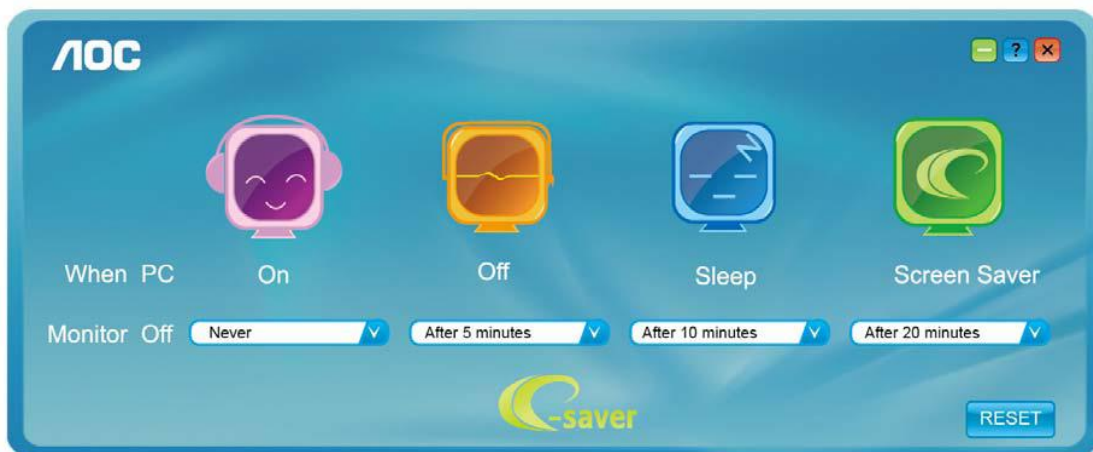 AOC
?
When PC On Off Sleep Screen Saver
Monitor Off Never After 5 minutes After 10 minutes After 20 minutes
e-saver
RESET